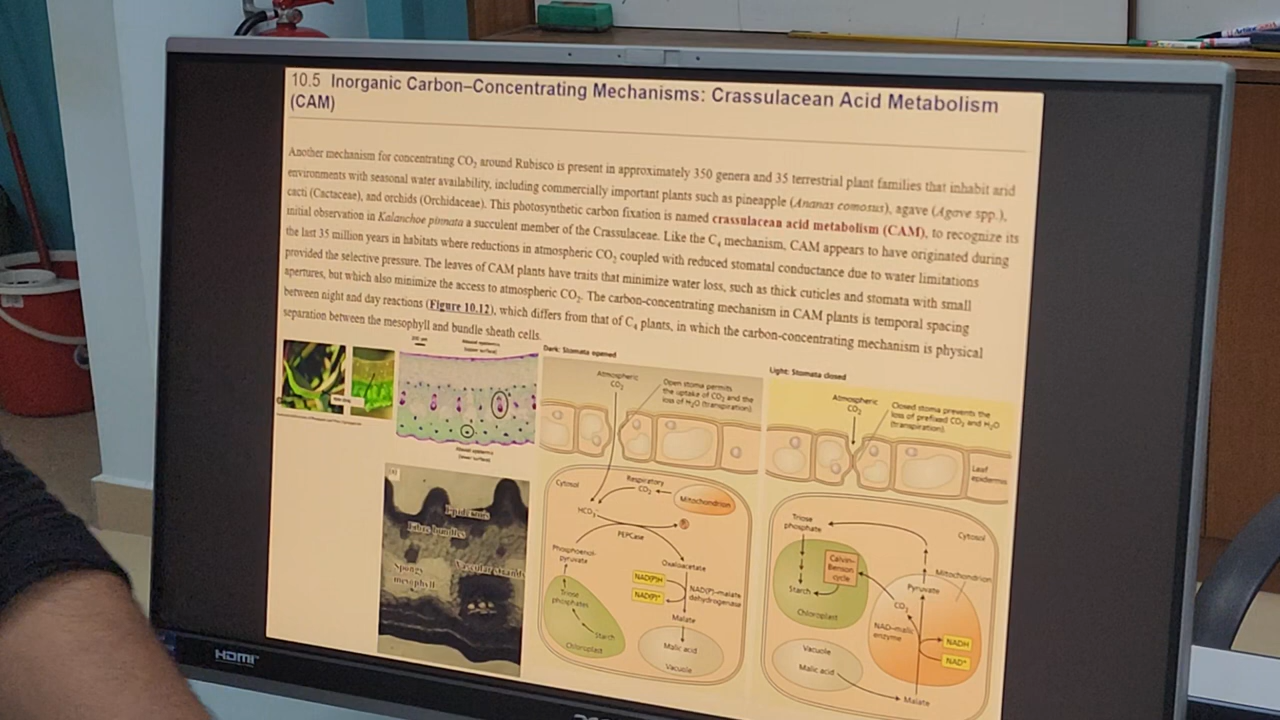 10.5 Inorganic Carbon–Concentrating Mechanisms: Crassulacean Acid Metabolism
(CAM)
Another mechanism for concentrating CO₂ around Rubisco is present in approximately 350 genera and 35 terrestrial plant families that inhabit arid
environments with seasonal water availability, including commercially important plants such as pineapple (Ananas comosus), agave (Agave spp.),
cacti (Cactaceae), and orchids (Orchidaceae). This photosynthetic carbon fixation is named crassulacean acid metabolism (CAM), to recognize its
initial observation in Kalanchoe pinnata a succulent member of the Crassulaceae. Like the C₄ mechanism, CAM appears to have originated during
the last 35 million years in habitats where reductions in atmospheric CO₂ coupled with reduced stomatal conductance due to water limitations
provided the selective pressure. The leaves of CAM plants have traits that minimize water loss, such as thick cuticles and stomata with small
apertures, but which also minimize the access to atmospheric CO₂. The carbon-concentrating mechanism in CAM plants is temporal spacing
between night and day reactions (Figure 10.12), which differs from that of C₄ plants, in which the carbon-concentrating mechanism is physical
separation between the mesophyll and bundle sheath cells.
Epidermis
Fibre bundles
Spongy
mesophyll
Vascular strands
Dark: Stomata opened
Atmospheric
CO₂
Open stoma permits
the uptake of CO₂ and the
loss of H₂O (transpiration)
Cytosol
Respiratory
CO₂
Mitochondrion
HCO₃⁻
Pᵢ
PEPCase
Phosphoenol-
pyruvate
Oxaloacetate
NAD(P)H
NAD(P)⁺
NAD(P)–malate
dehydrogenase
Triose
phosphates
Malate
Starch
Chloroplast
Malic acid
Vacuole
Light: Stomata closed
Atmospheric
CO₂
Closed stoma prevents the
loss of prefixed CO₂ and H₂O
(transpiration)
Leaf
epidermis
Triose
phosphate
Cytosol
Calvin-
Benson
cycle
Mitochondrion
Pyruvate
Starch
CO₂
Chloroplast
NAD–malic
enzyme
NADH
NAD⁺
Vacuole
Malic acid
Malate
HDMI